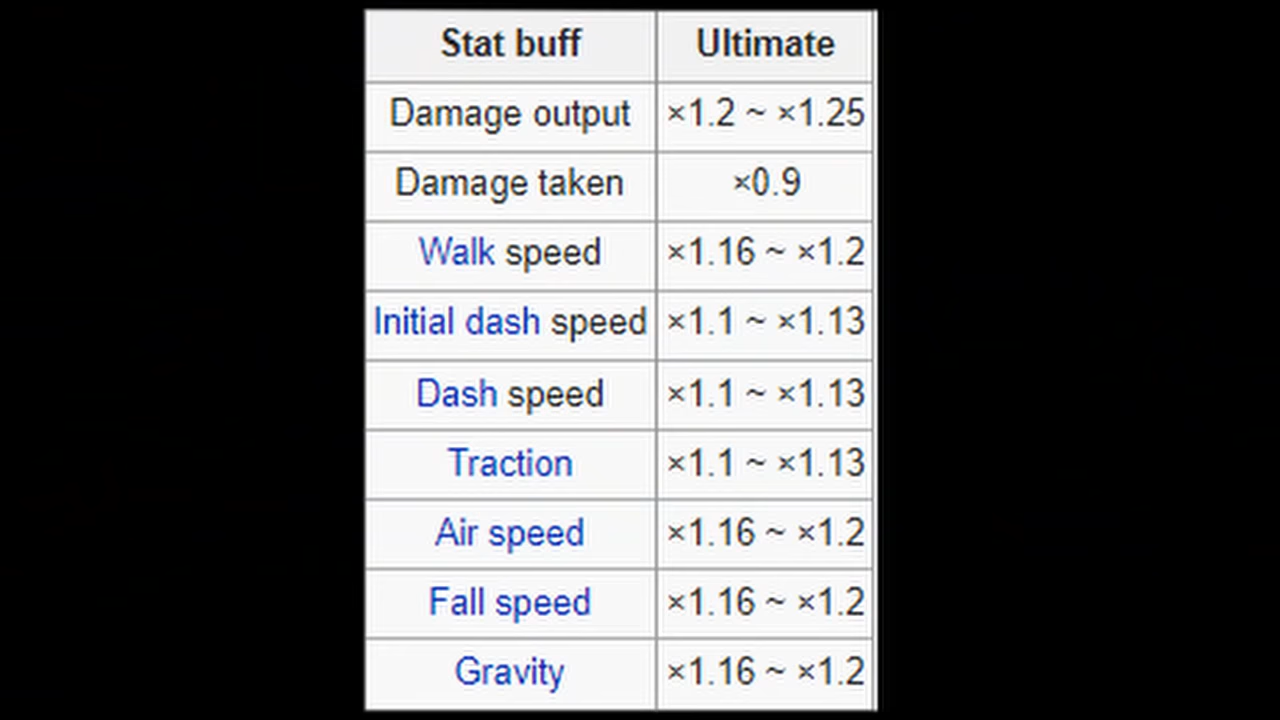 Stat buff Ultimate
Damage output ×1.2 ~ ×1.25
Damage taken ×0.9
Walk speed ×1.16 ~ ×1.2
Initial dash speed ×1.1 ~ ×1.13
Dash speed ×1.1 ~ ×1.13
Traction ×1.1 ~ ×1.13
Air speed ×1.16 ~ ×1.2
Fall speed ×1.16 ~ ×1.2
Gravity ×1.16 ~ ×1.2